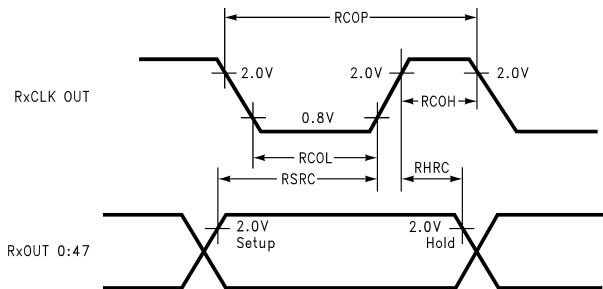 RCOP
2.0V
2.0V
2.0V
RxCLK OUT
RCOH
0.8V
RCOL
RHRC
RSRC
2.0V
Setup
2.0V
Hold
RxOUT 0:47